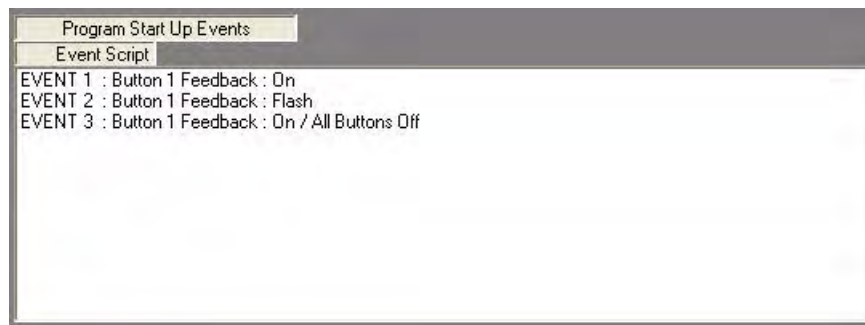 Program Start Up Events
Event Script
EVENT 1 : Button 1 Feedback : On
EVENT 2 : Button 1 Feedback : Flash
EVENT 3 : Button 1 Feedback : On / All Buttons Off